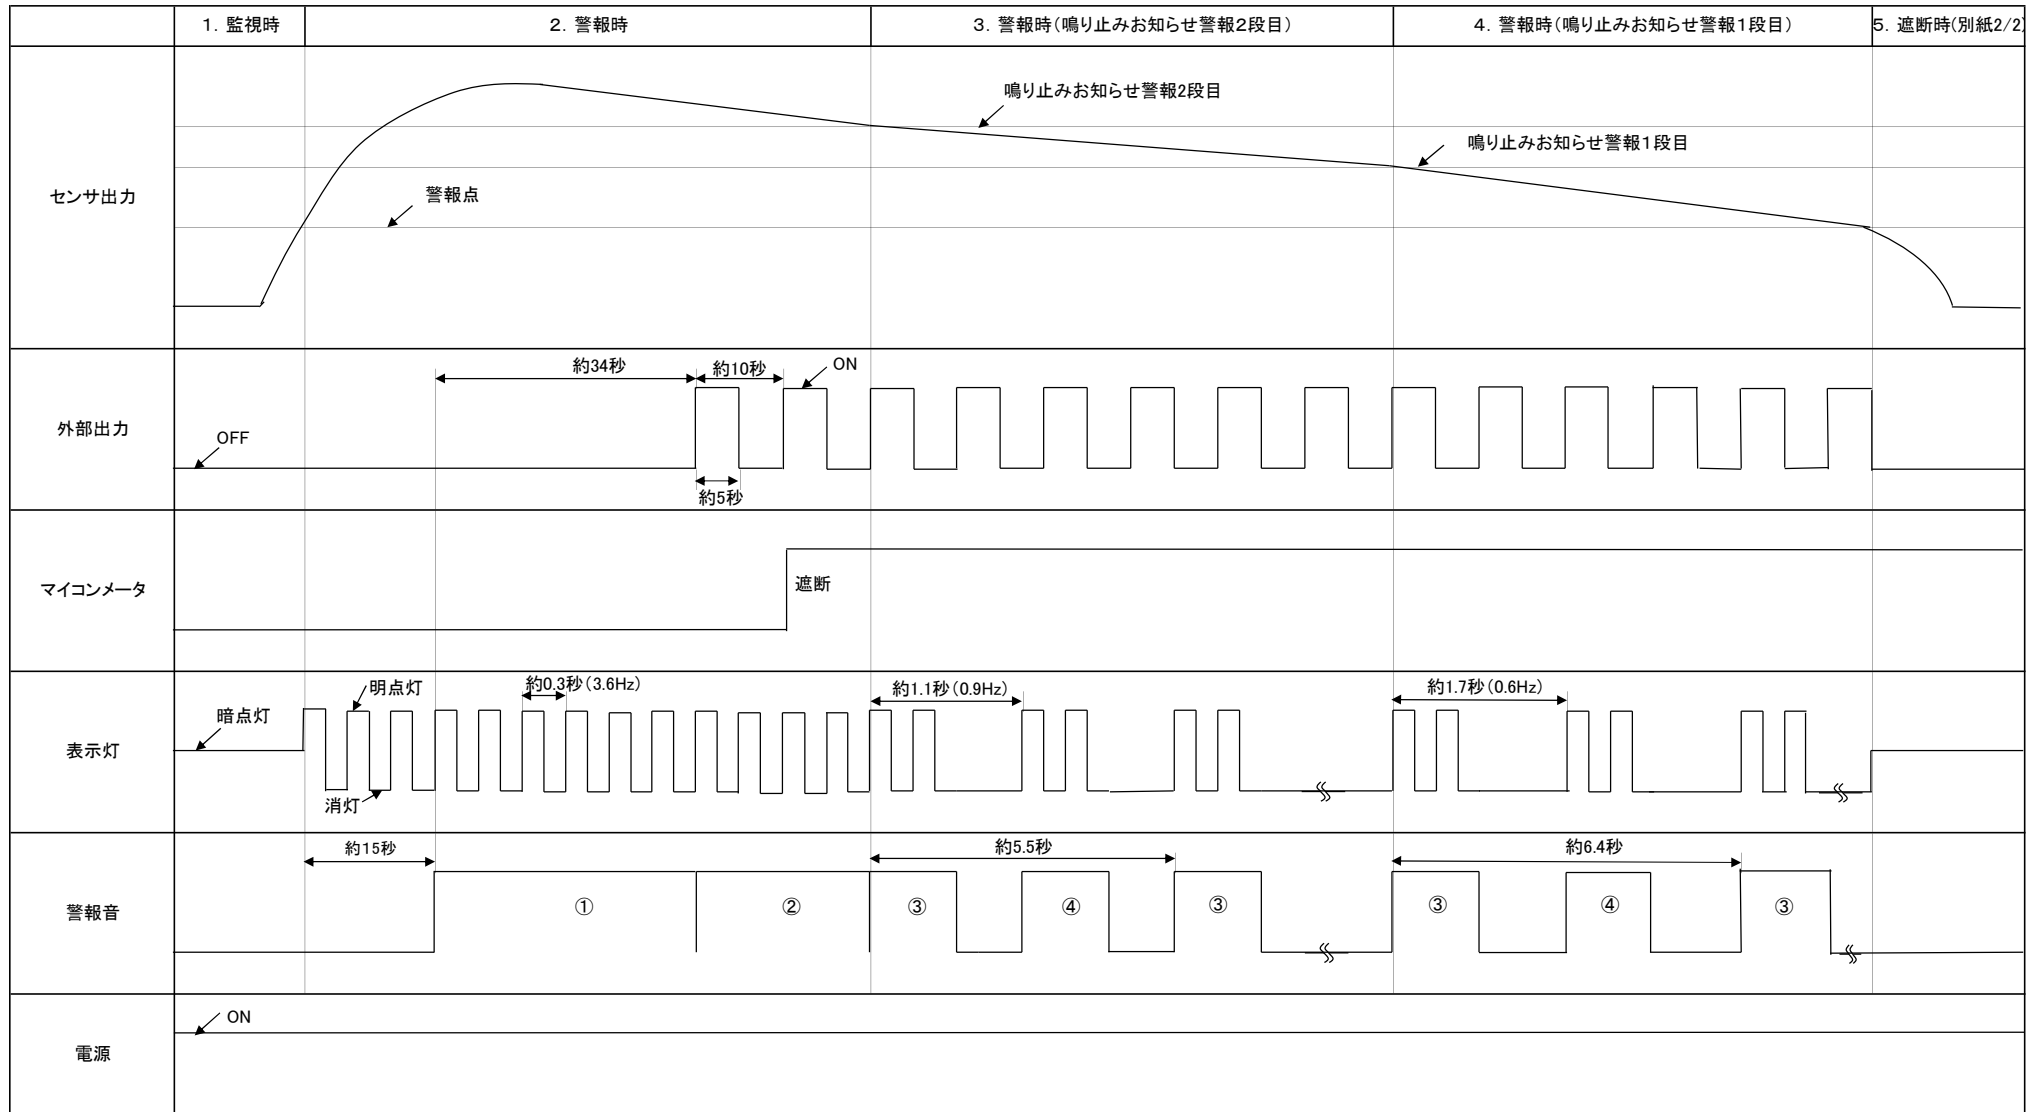 1. 監視時
2. 警報時
3. 警報時(鳴り止みお知らせ警報2段目)
4. 警報時(鳴り止みお知らせ警報1段目)
5. 遮断時(別紙2/2)
センサ出力
鳴り止みお知らせ警報2段目
鳴り止みお知らせ警報1段目
警報点
外部出力
約34秒
約10秒
ON
OFF
約5秒
マイコンメータ
遮断
表示灯
暗点灯
明点灯
消灯
約0.3秒(3.6Hz)
約1.1秒(0.9Hz)
約1.7秒(0.6Hz)
警報音
約15秒
約5.5秒
約6.4秒
①
②
③
④
③
③
④
③
電源
ON